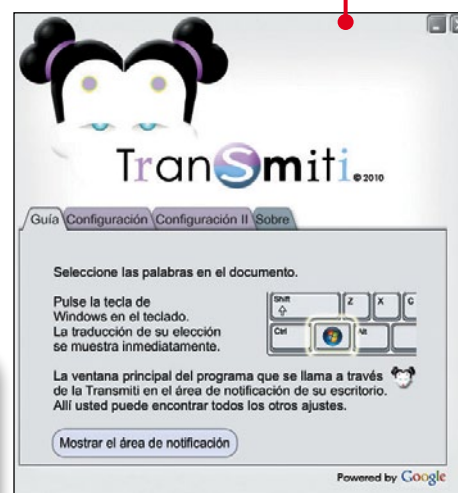 TranSmiti ©2010
Guía Configuración Configuración II Sobre
Seleccione las palabras en el documento.
Pulse la tecla de
Windows en el teclado.
La traducción de su elección
se muestra inmediatamente.
Shift Z X C
Ctrl Alt
La ventana principal del programa que se llama a través
de la Transmiti en el área de notificación de su escritorio.
Allí usted puede encontrar todos los otros ajustes.
Mostrar el área de notificación
Powered by Google